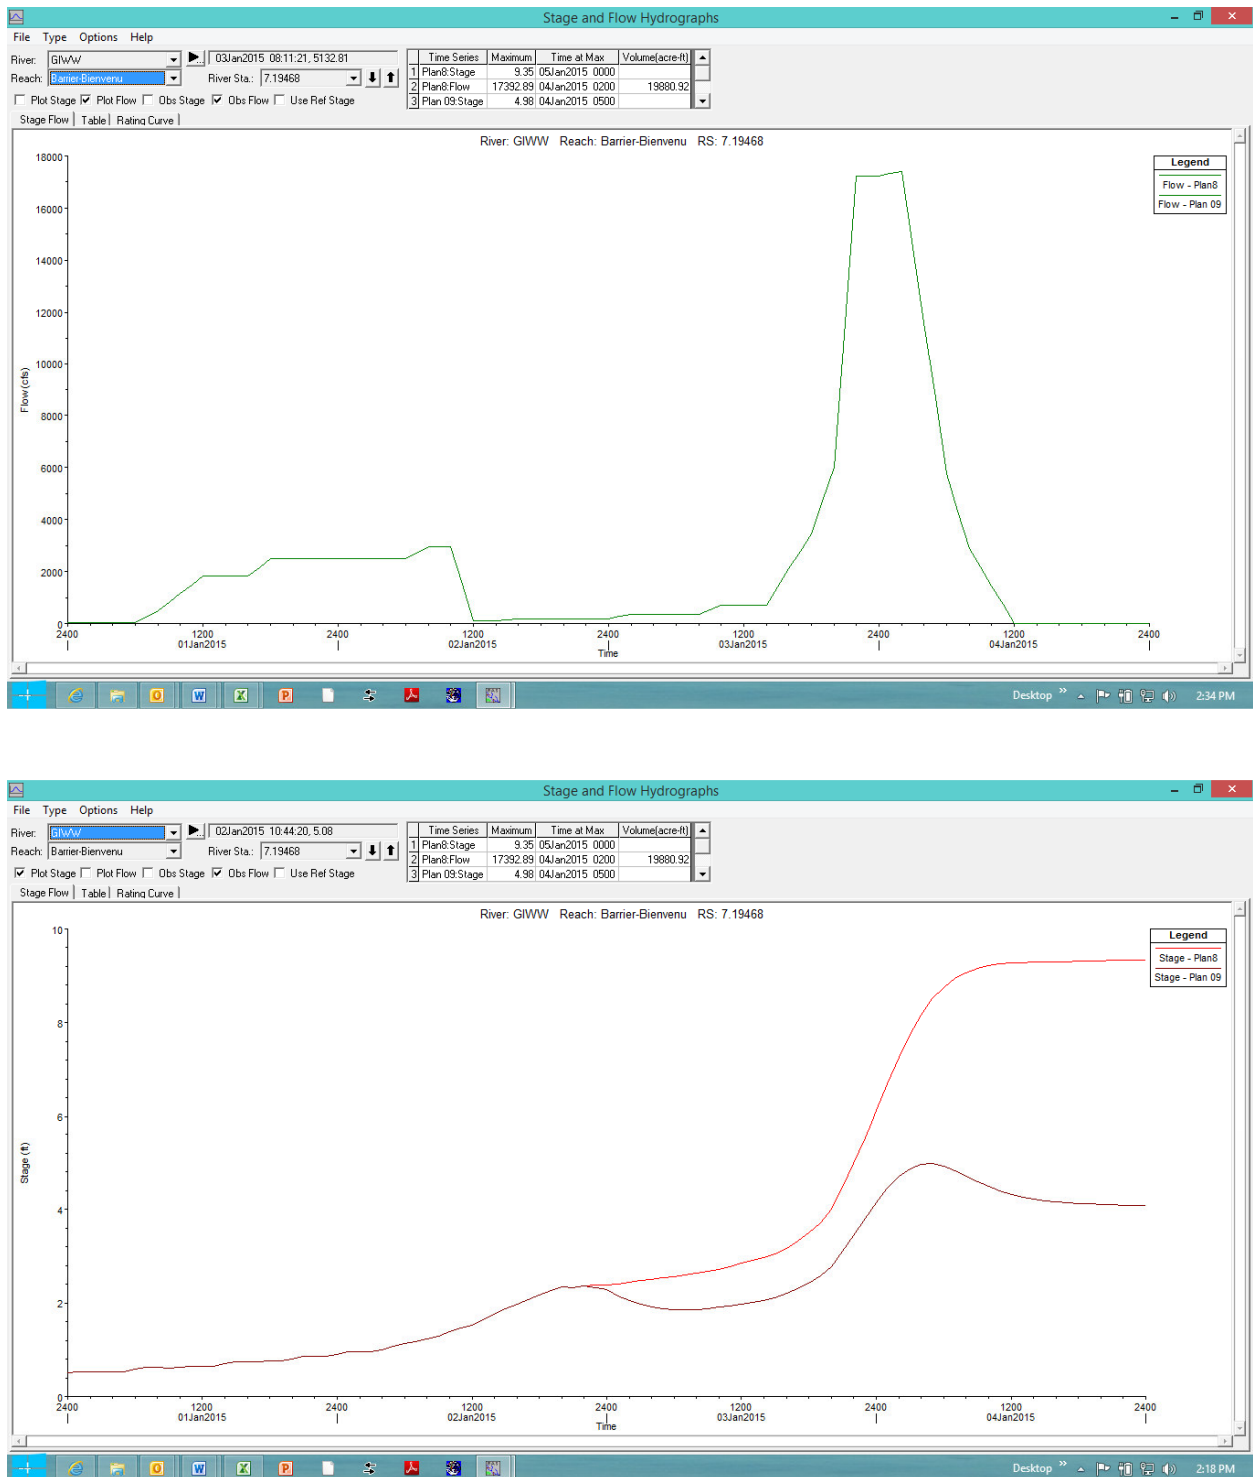 Stage and Flow Hydrographs
File Type Options Help
River: GIWW 03Jan2015 08:11:21, 5132.81
Reach: Barrier-Bienvenu River Sta.: 7.19468
Plot Stage Plot Flow Obs Stage Obs Flow Use Ref Stage
Time Series Maximum Time at Max Volume(acre-ft)
1 Plan8:Stage 9.35 05Jan2015 0000
2 Plan8:Flow 17392.89 04Jan2015 0200 19880.92
3 Plan 09:Stage 4.98 04Jan2015 0500
Stage Flow Table Rating Curve
River: GIWW Reach: Barrier-Bienvenu RS: 7.19468
Legend
Flow - Plan8
Flow - Plan 09
Flow (cfs)
18000
16000
14000
12000
10000
8000
6000
4000
2000
0
2400 1200 2400 1200 2400 1200 2400 1200 2400
01Jan2015 02Jan2015 03Jan2015 04Jan2015
Time
Desktop 2:34 PM
Stage and Flow Hydrographs
File Type Options Help
River: GIWW 02Jan2015 10:44:20, 5.08
Reach: Barrier-Bienvenu River Sta.: 7.19468
Plot Stage Plot Flow Obs Stage Obs Flow Use Ref Stage
Time Series Maximum Time at Max Volume(acre-ft)
1 Plan8:Stage 9.35 05Jan2015 0000
2 Plan8:Flow 17392.89 04Jan2015 0200 19880.92
3 Plan 09:Stage 4.98 04Jan2015 0500
Stage Flow Table Rating Curve
River: GIWW Reach: Barrier-Bienvenu RS: 7.19468
Legend
Stage - Plan8
Stage - Plan 09
Stage (ft)
10
8
6
4
2
0
2400 1200 2400 1200 2400 1200 2400 1200 2400
01Jan2015 02Jan2015 03Jan2015 04Jan2015
Time
Desktop 2:18 PM